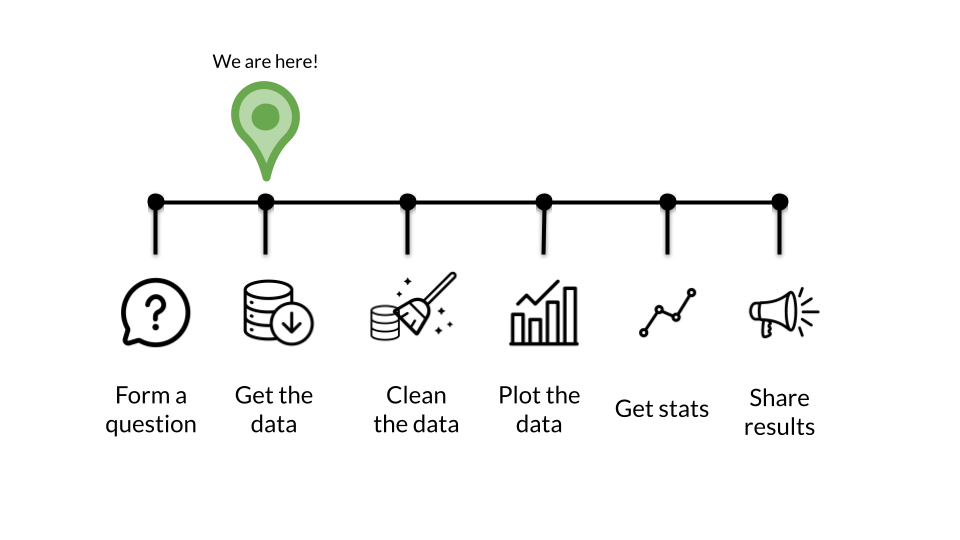 We are here!
?
Form a
question
Get the
data
Clean
the data
Plot the
data
Get stats
Share
results